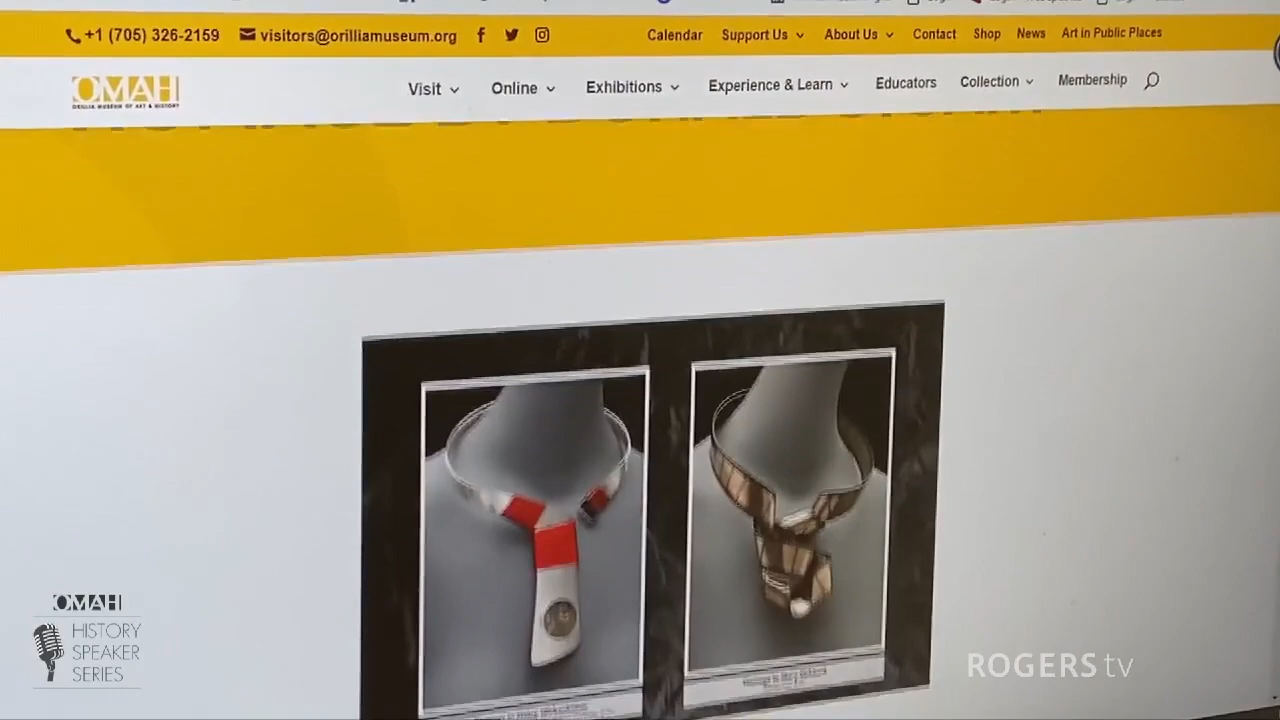 +1 (705) 326-2159 visitors@orilliamuseum.org Calendar Support Us About Us Contact Shop News Art in Public Places
OMAH
ORILLIA MUSEUM OF ART & HISTORY
Visit Online Exhibitions Experience & Learn Educators Collection Membership
OMAH
HISTORY
SPEAKER
SERIES
ROGERS tv